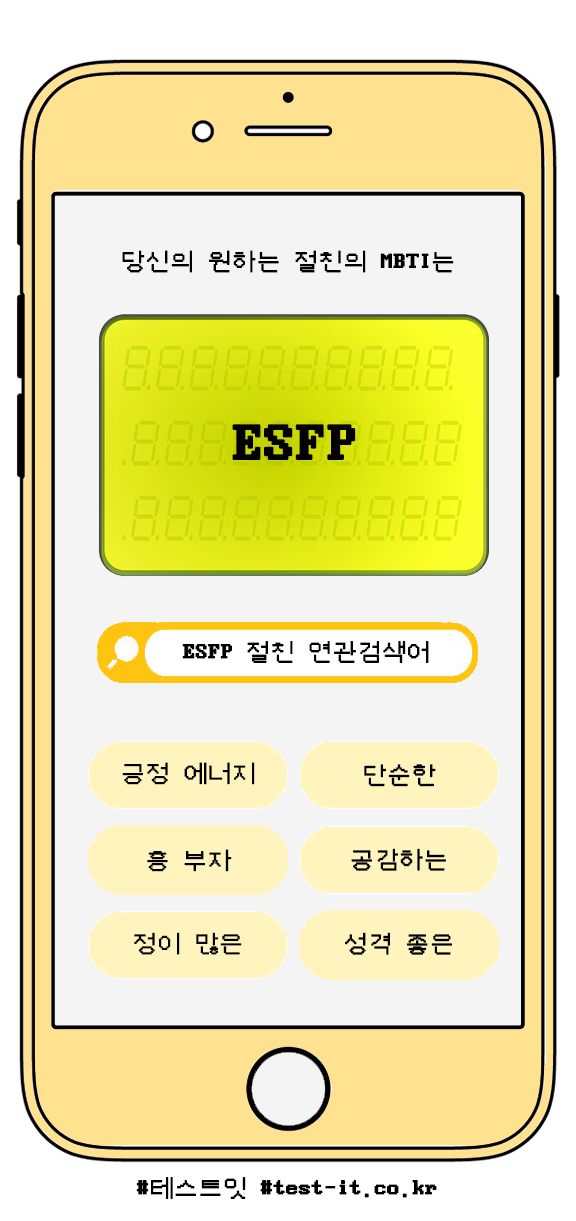 당신의 원하는 절친의 MBTI는
ESFP
ESFP 절친 연관검색어
긍정 에너지
단순한
흥 부자
공감하는
정이 많은
성격 좋은
#테스트잇 #test-it.co.kr